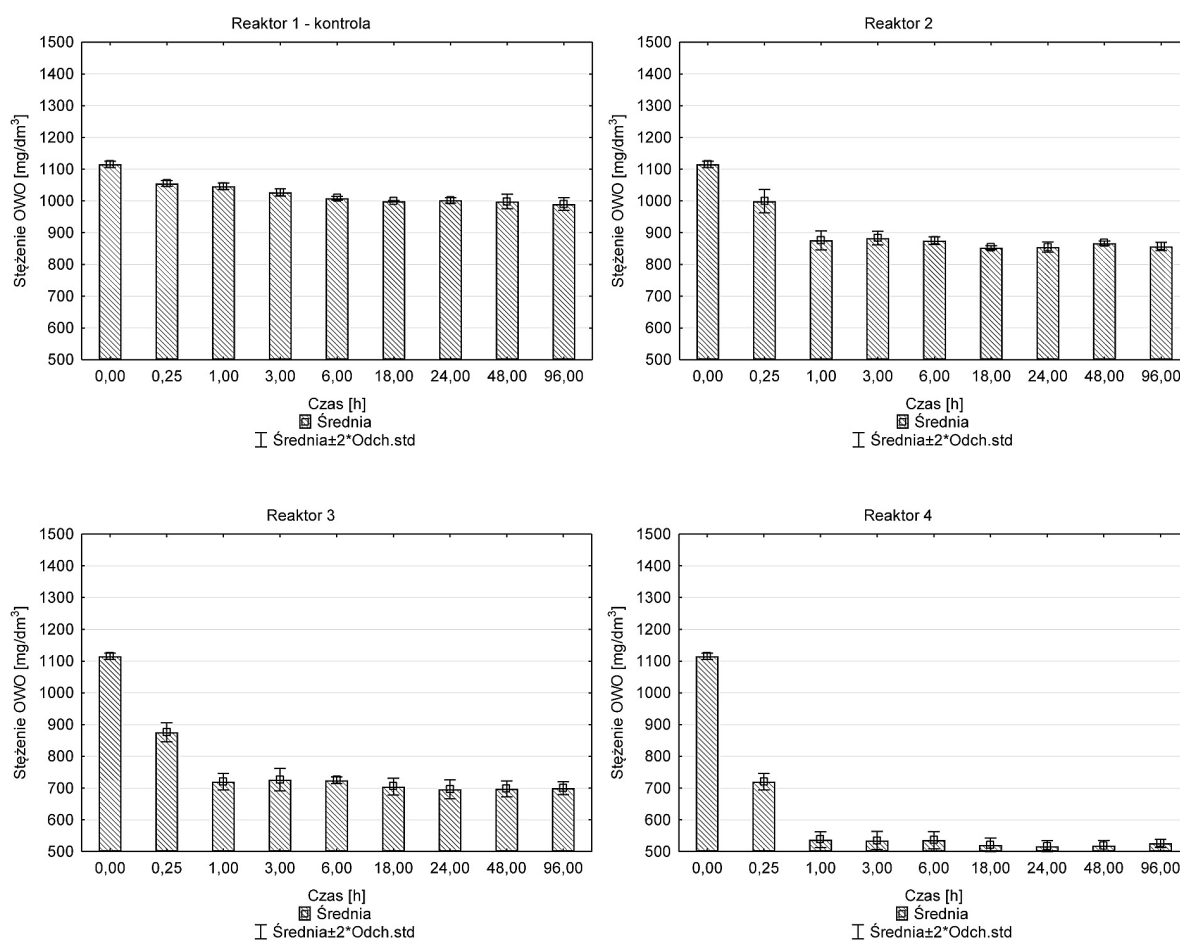 Reaktor 1 - kontrola
Stężenie OWO [mg/dm³]
1500
1400
1300
1200
1100
1000
900
800
700
600
500
0,00 0,25 1,00 3,00 6,00 18,00 24,00 48,00 96,00
Czas [h]
Średnia
Średnia±2*Odch.std
Reaktor 2
Stężenie OWO [mg/dm³]
1500
1400
1300
1200
1100
1000
900
800
700
600
500
0,00 0,25 1,00 3,00 6,00 18,00 24,00 48,00 96,00
Czas [h]
Średnia
Średnia±2*Odch.std
Reaktor 3
Stężenie OWO [mg/dm³]
1500
1400
1300
1200
1100
1000
900
800
700
600
500
0,00 0,25 1,00 3,00 6,00 18,00 24,00 48,00 96,00
Czas [h]
Średnia
Średnia±2*Odch.std
Reaktor 4
Stężenie OWO [mg/dm³]
1500
1400
1300
1200
1100
1000
900
800
700
600
500
0,00 0,25 1,00 3,00 6,00 18,00 24,00 48,00 96,00
Czas [h]
Średnia
Średnia±2*Odch.std